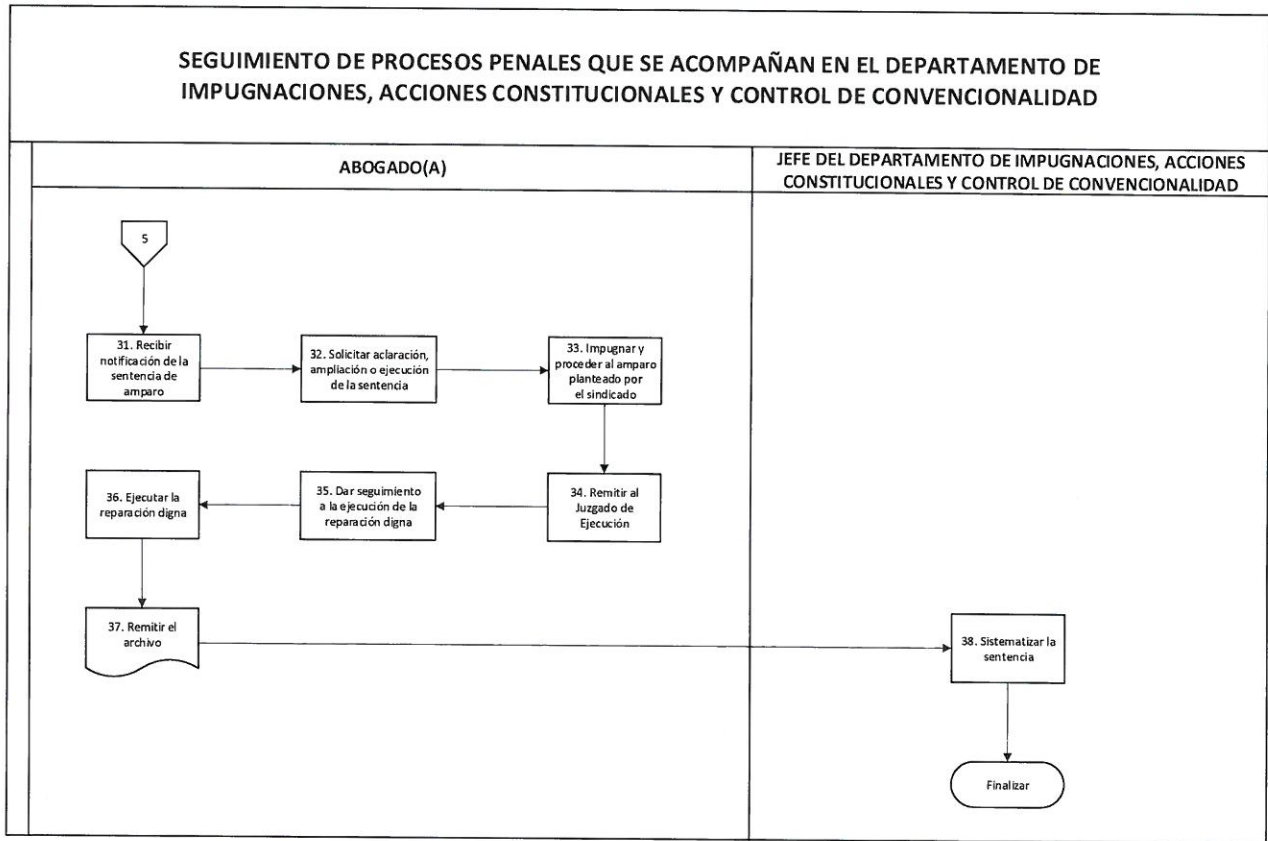 SEGUIMIENTO DE PROCESOS PENALES QUE SE ACOMPAÑAN EN EL DEPARTAMENTO DE
IMPUGNACIONES, ACCIONES CONSTITUCIONALES Y CONTROL DE CONVENCIONALIDAD
ABOGADO(A)
JEFE DEL DEPARTAMENTO DE IMPUGNACIONES, ACCIONES
CONSTITUCIONALES Y CONTROL DE CONVENCIONALIDAD
5
31. Recibir
notificación de la
sentencia de
amparo
32. Solicitar aclaración,
ampliación o ejecución
de la sentencia
33. Impugnar y
proceder al amparo
planteado por
el sindicado
34. Remitir al
Juzgado de
Ejecución
35. Dar seguimiento
a la ejecución de la
reparación digna
36. Ejecutar la
reparación digna
37. Remitir el
archivo
38. Sistematizar la
sentencia
Finalizar